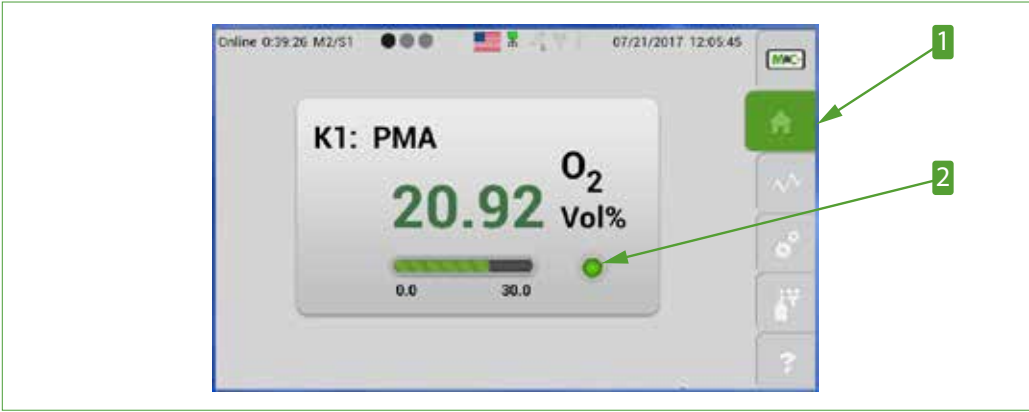 Online 0:39:26 M2/S1 07/21/2017 12:05:45
M&C
1
K1: PMA
O₂
20.92 Vol%
2
0.0 30.0
?